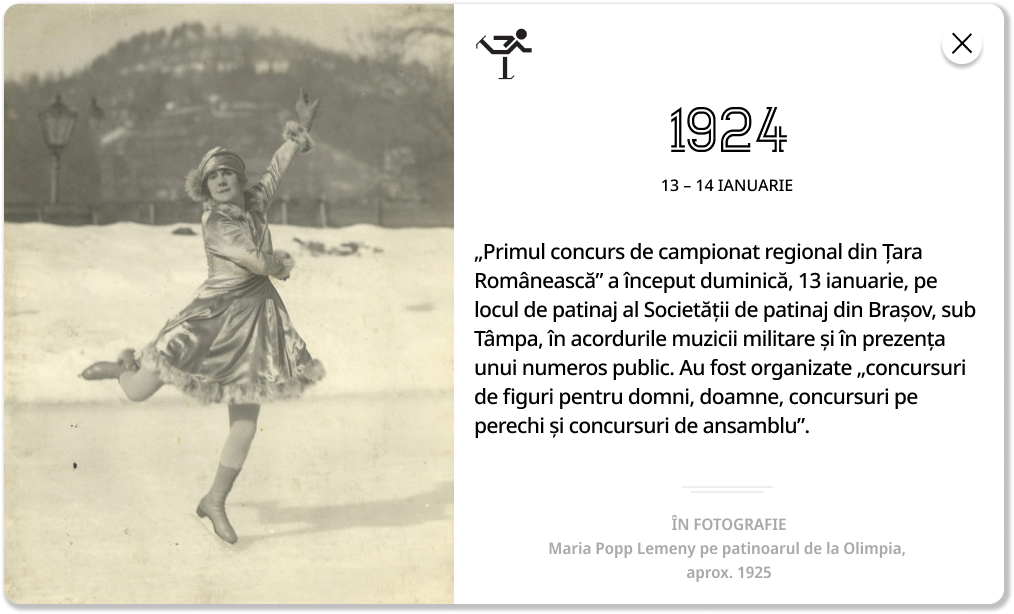 1924
13 – 14 IANUARIE
„Primul concurs de campionat regional din Țara
Românească” a început duminică, 13 ianuarie, pe
locul de patinaj al Societății de patinaj din Brașov, sub
Tâmpa, în acordurile muzicii militare și în prezența
unui numeros public. Au fost organizate „concursuri
de figuri pentru domni, doamne, concursuri pe
perechi și concursuri de ansamblu”.
ÎN FOTOGRAFIE
Maria Popp Lemeny pe patinoarul de la Olimpia,
aprox. 1925